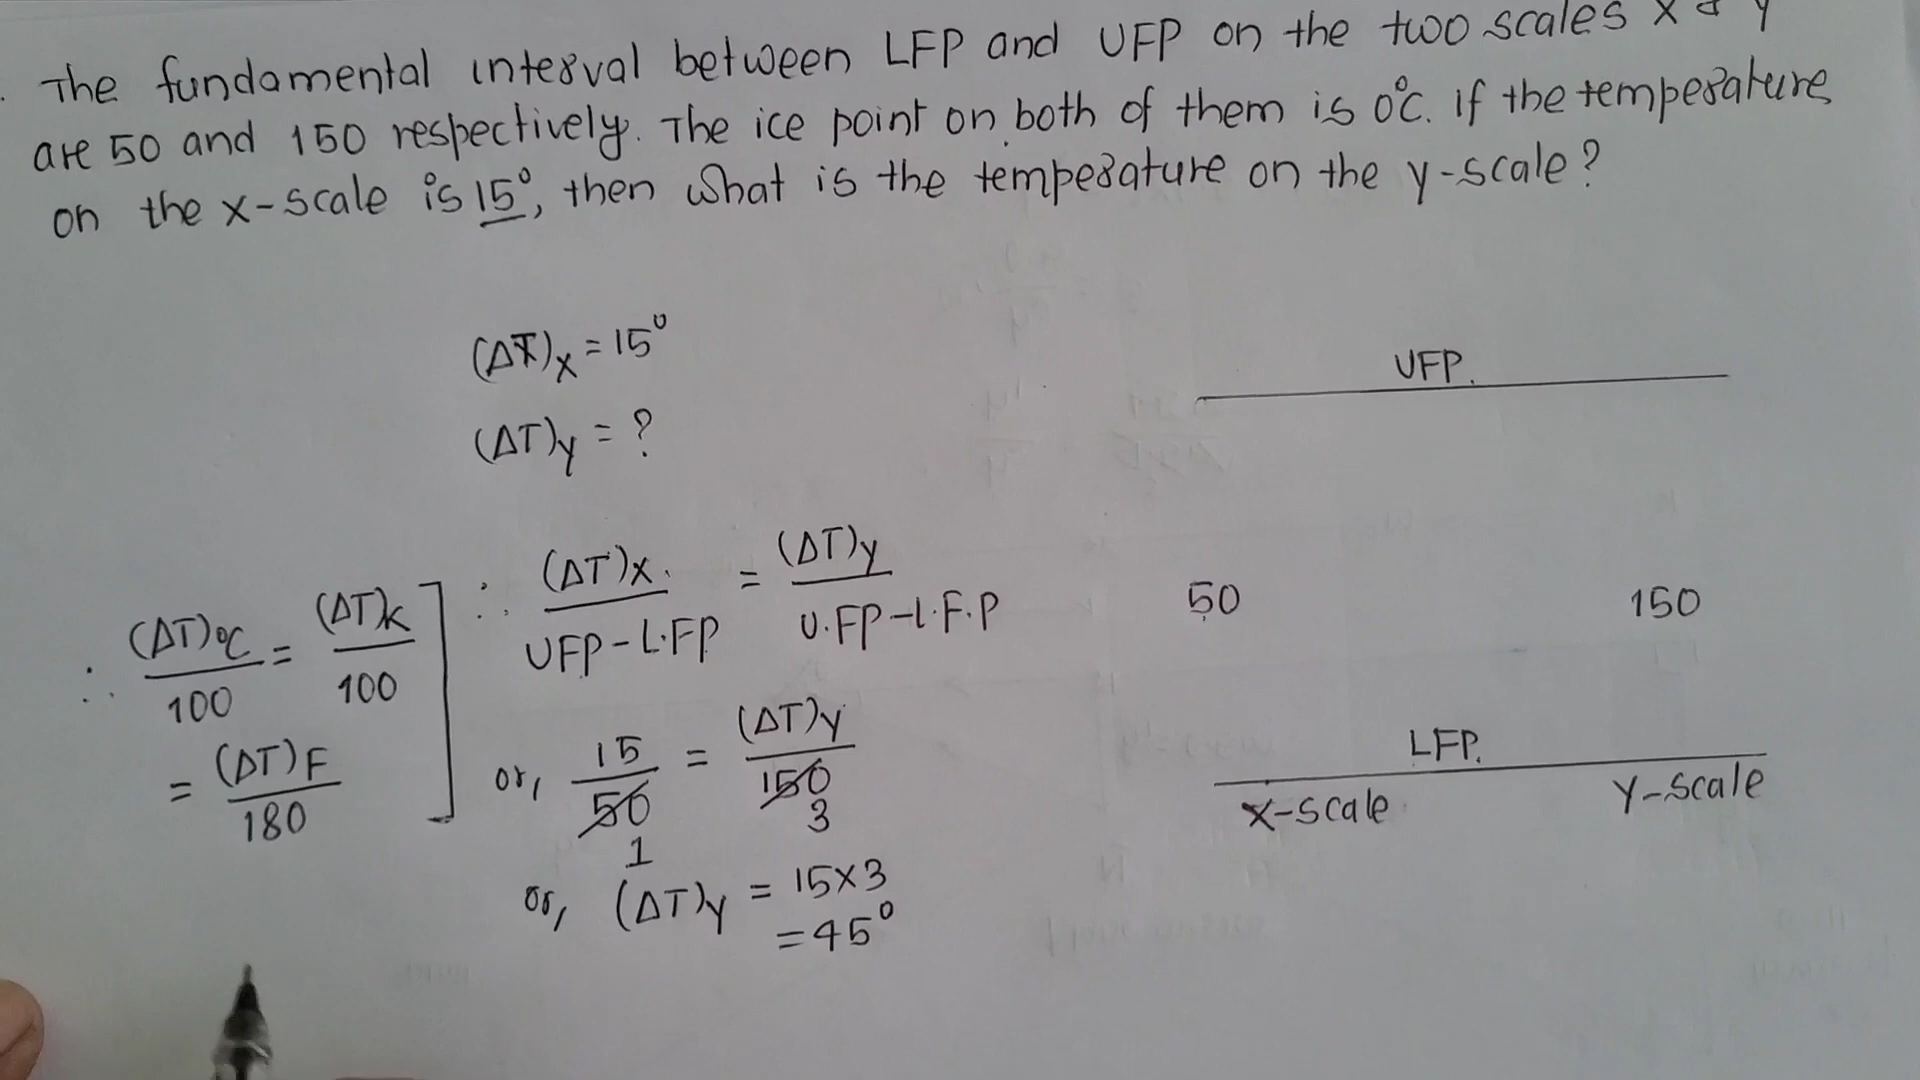 The fundamental interval between LFP and UFP on the two scales x & y
are 50 and 150 respectively. The ice point on both of them is 0°C. if the temperature
on the x-scale is 15°, then what is the temperature on the y-scale?
(ΔT)x = 15°
UFP.
(ΔT)y = ?
∴ (ΔT)°C/100 = (ΔT)K/100
= (ΔT)F/180
∴ (ΔT)x/UFP-L.FP = (ΔT)y/U.FP-L.F.P
50 150
or, 15/50 = (ΔT)y/150
1 3
LFP.
x-scale Y-scale
or, (ΔT)y = 15×3
=45°